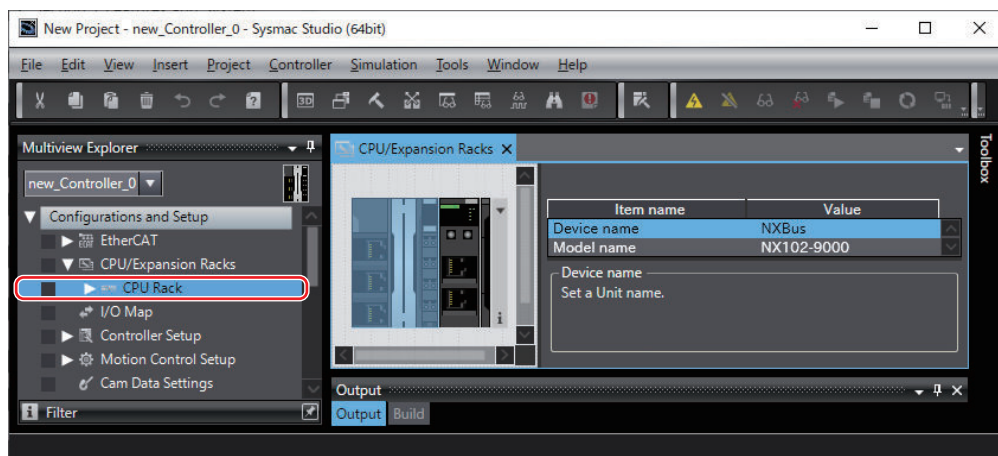 New Project - new_Controller_0 - Sysmac Studio (64bit)
File Edit View Insert Project Controller Simulation Tools Window Help
3D
Multiview Explorer
new_Controller_0
Configurations and Setup
EtherCAT
CPU/Expansion Racks
CPU Rack
I/O Map
Controller Setup
Motion Control Setup
Cam Data Settings
Filter
CPU/Expansion Racks
Item name Value
Device name NXBus
Model name NX102-9000
Device name
Set a Unit name.
Output
Output Build
Toolbox